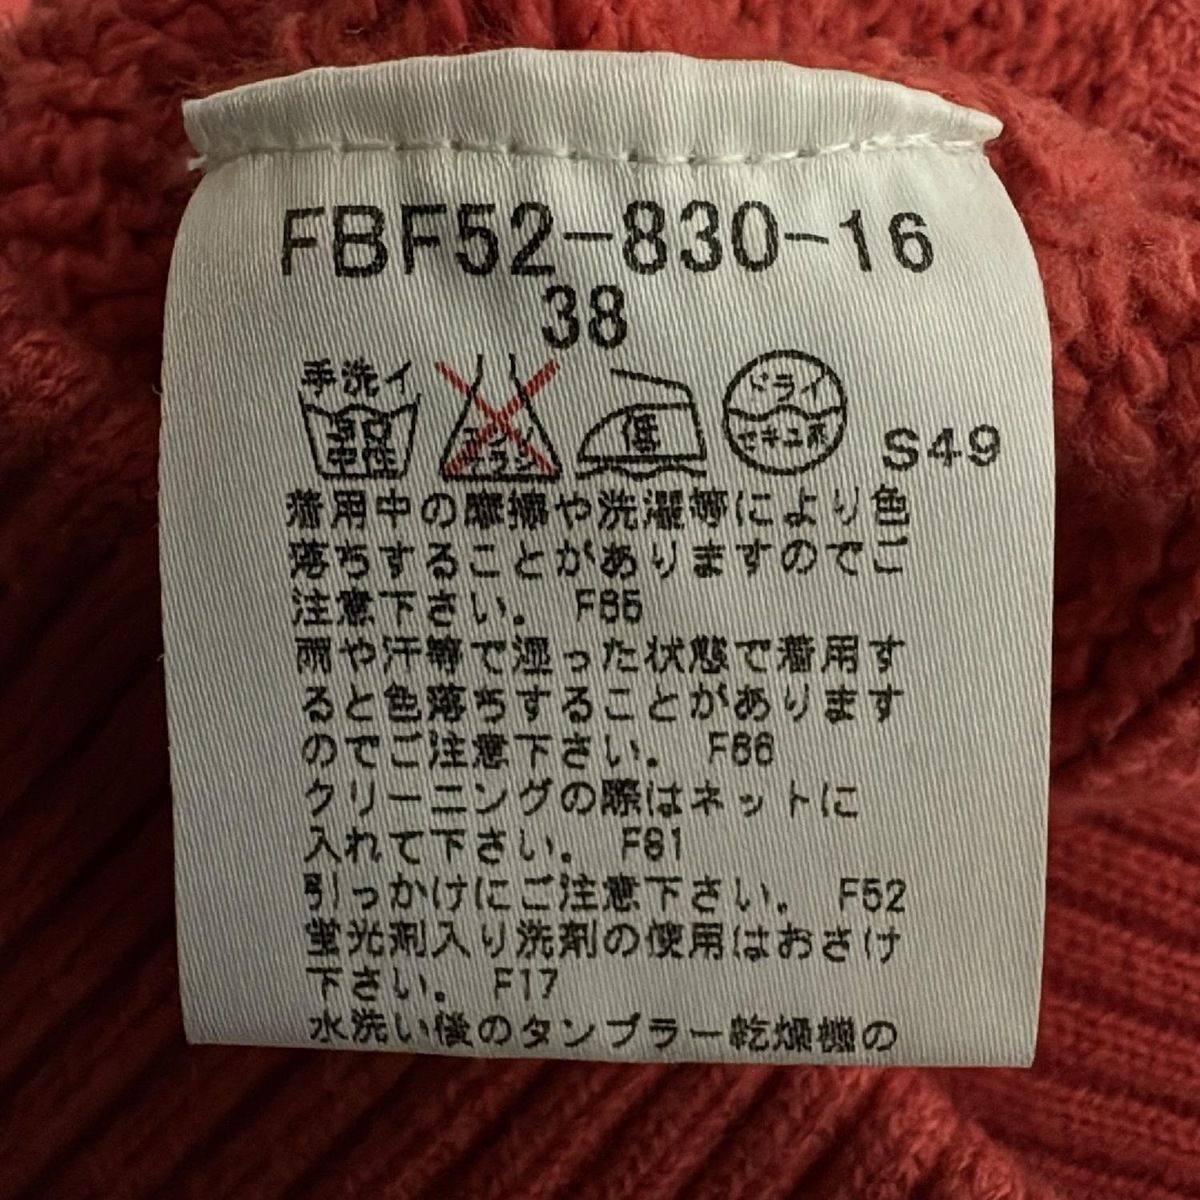 FBF52-830-16
38
手洗イ
中性
エンソ
サラシ
低
ドライ
セキユ系
S49
着用中の摩擦や洗濯等により色
落ちすることがありますのでご
注意下さい。 F65
雨や汗等で湿った状態で着用す
ると色落ちすることがあります
のでご注意下さい。 F66
クリーニングの際はネットに
入れて下さい。 F61
引っかけにご注意下さい。 F52
蛍光剤入り洗剤の使用はおさけ
下さい。 F17
水洗い後のタンブラー乾燥機の